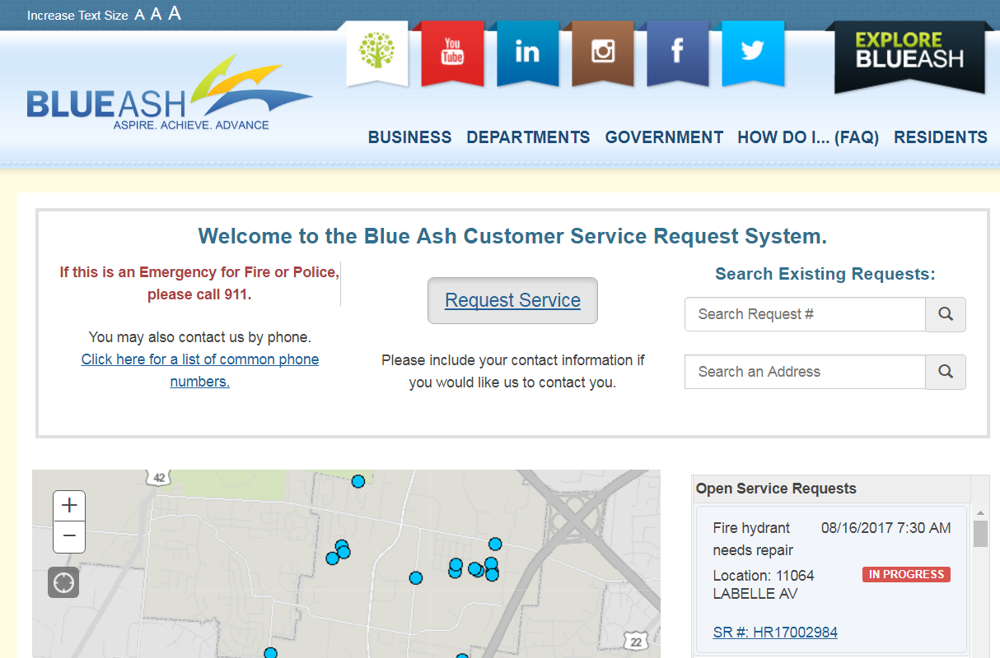 Increase Text Size A A A
You
Tube
in
f
EXPLORE
BLUEASH
BLUEASH
ASPIRE. ACHIEVE. ADVANCE
BUSINESS DEPARTMENTS GOVERNMENT HOW DO I... (FAQ) RESIDENTS
Welcome to the Blue Ash Customer Service Request System.
If this is an Emergency for Fire or Police,
please call 911.
You may also contact us by phone.
Click here for a list of common phone
numbers.
Request Service
Please include your contact information if
you would like us to contact you.
Search Existing Requests:
Search Request #
Search an Address
42
+
−
22
Open Service Requests
Fire hydrant 08/16/2017 7:30 AM
needs repair
Location: 11064 IN PROGRESS
LABELLE AV
SR #: HR17002984